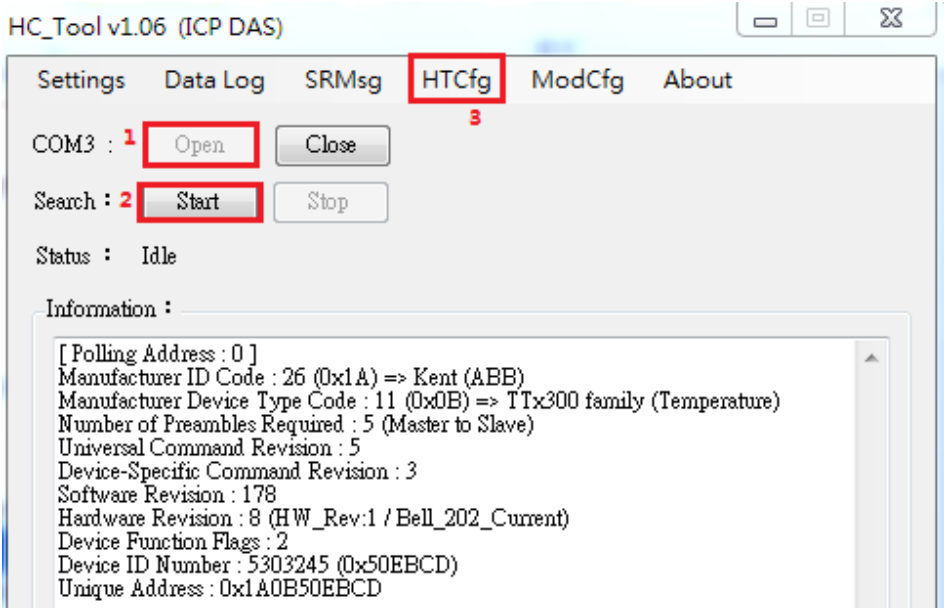 HC_Tool v1.06 (ICP DAS)
Settings Data Log SRMsg HTCfg ModCfg About
3
COM3 : 1 Open Close
Search : 2 Start Stop
Status : Idle
Information :
[ Polling Address : 0 ]
Manufacturer ID Code : 26 (0x1A) => Kent (ABB)
Manufacturer Device Type Code : 11 (0x0B) => TTx300 family (Temperature)
Number of Preambles Required : 5 (Master to Slave)
Universal Command Revision : 5
Device-Specific Command Revision : 3
Software Revision : 178
Hardware Revision : 8 (HW_Rev:1 / Bell_202_Current)
Device Function Flags : 2
Device ID Number : 5303245 (0x50EBCD)
Unique Address : 0x1A0B50EBCD